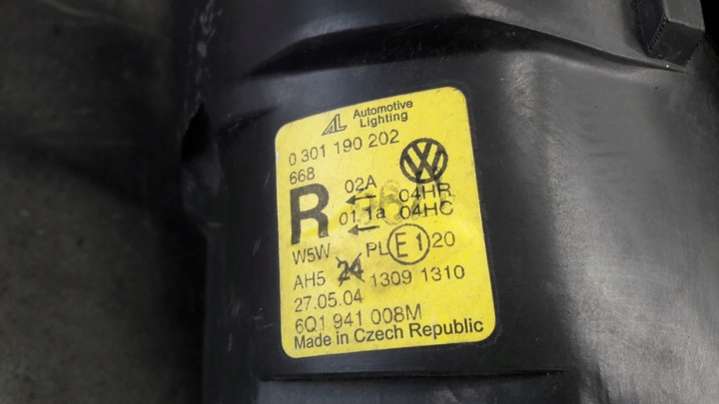 AL Automotive
Lighting
0 301 190 202
668
R 02A 04HR
01.1a 04HC
W5W PL E1 20
AH5 24 1309 1310
27.05.04
6Q1 941 008M
Made in Czech Republic